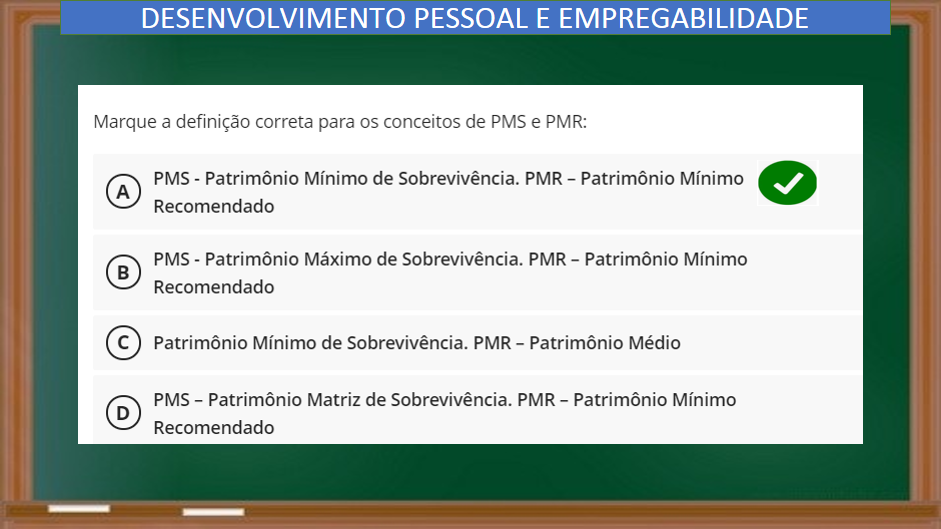 DESENVOLVIMENTO PESSOAL E EMPREGABILIDADE
Marque a definição correta para os conceitos de PMS e PMR:
A
PMS - Patrimônio Mínimo de Sobrevivência. PMR – Patrimônio Mínimo
Recomendado
B
PMS - Patrimônio Máximo de Sobrevivência. PMR – Patrimônio Mínimo
Recomendado
C
Patrimônio Mínimo de Sobrevivência. PMR – Patrimônio Médio
D
PMS – Patrimônio Matriz de Sobrevivência. PMR – Patrimônio Mínimo
Recomendado